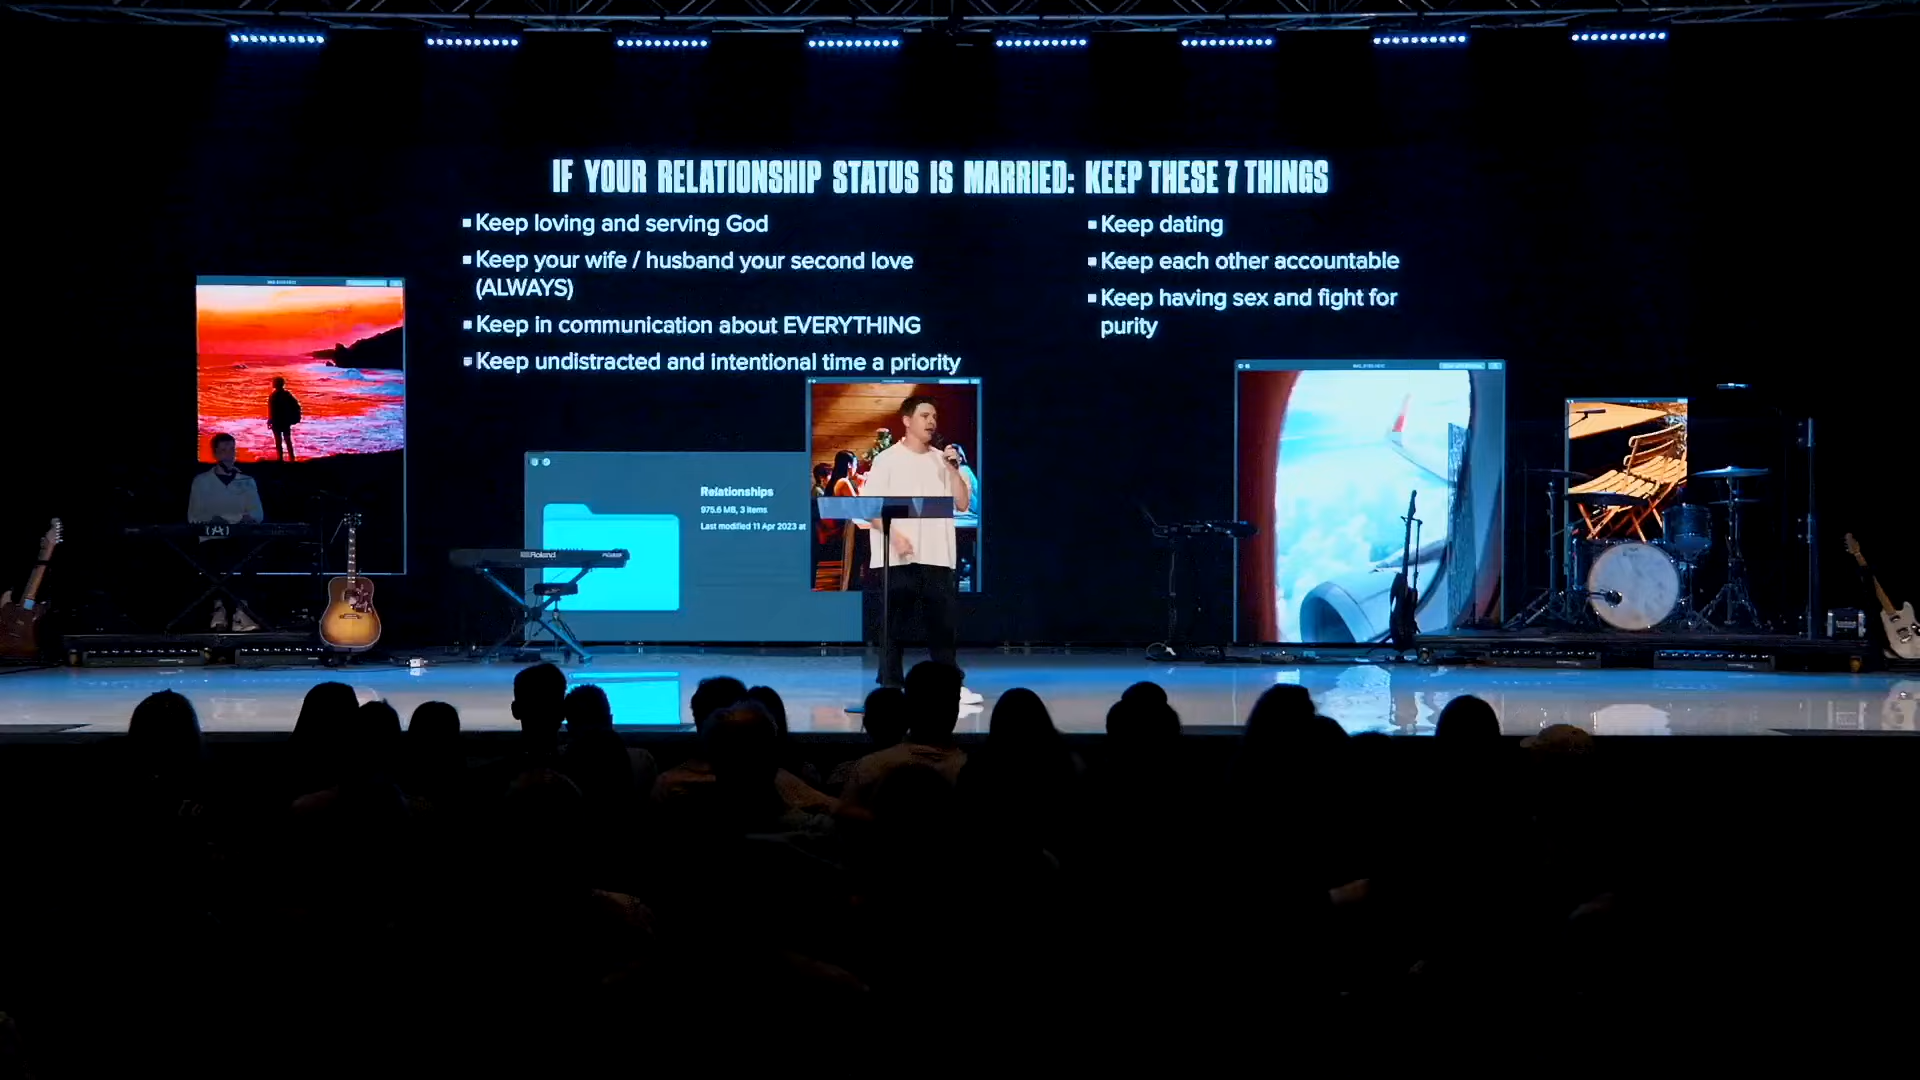 IF YOUR RELATIONSHIP STATUS IS MARRIED: KEEP THESE 7 THINGS
Keep loving and serving God
Keep your wife / husband your second love
(ALWAYS)
Keep in communication about EVERYTHING
Keep undistracted and intentional time a priority
Keep dating
Keep each other accountable
Keep having sex and fight for
purity
Relationships
975.6 MB, 3 items
Last modified 11 Apr 2023 at
Roland